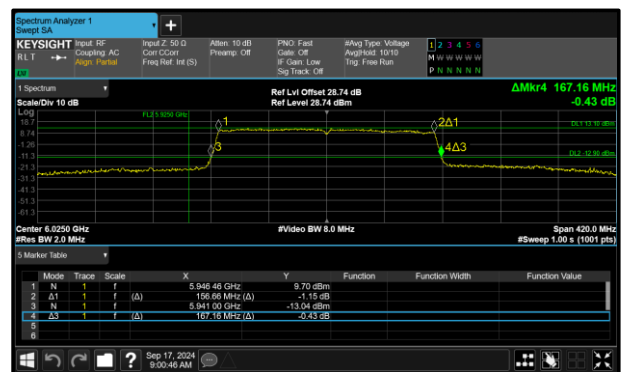 Spectrum Analyzer 1
Swept SA
+
KEYSIGHT Input: RF Input Z: 50 Ω Atten: 10 dB PNO: Fast #Avg Type: Voltage 1 2 3 4 5 6
RLT Coupling: AC Corr CCorr Preamp: Off Gate: Off Avg|Hold: 10/10 M W W W W W
Align: Partial Freq Ref: Int (S) IF Gain: Low Trig: Free Run
Sig Track: Off P N N N N N
1 Spectrum Ref Lvl Offset 28.74 dB ΔMkr4 167.16 MHz
Scale/Div 10 dB Ref Level 28.74 dBm -0.43 dB
Log
18.7 FL2 5.9250 GHz 1 2Δ1 DL1 13.10 dBm
8.74
-1.26 3 4Δ3
-11.3 DL2 -12.90 dBm
-21.3
-31.3
-41.3
-51.3
-61.3
Center 6.0250 GHz #Video BW 8.0 MHz Span 420.0 MHz
#Res BW 2.0 MHz #Sweep 1.00 s (1001 pts)
5 Marker Table
Mode Trace Scale X Y Function Function Width Function Value
1 N 1 f 5.946 46 GHz 9.70 dBm
2 Δ1 1 f (Δ) 156.66 MHz (Δ) -1.15 dB
3 N 1 f 5.941 00 GHz -13.04 dBm
4 Δ3 1 f (Δ) 167.16 MHz (Δ) -0.43 dB
5
6
? Sep 17, 2024
9:00:46 AM